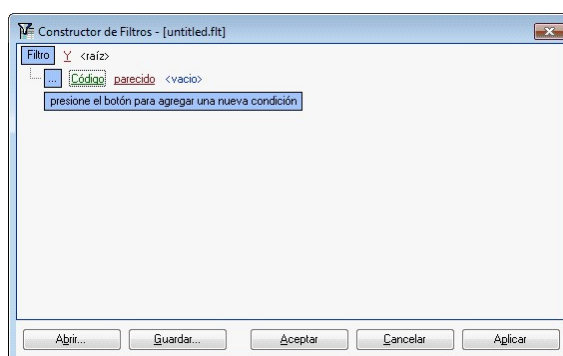 Constructor de Filtros - [untitled.flt]
Filtro Y <raíz>
... Código parecido <vacio>
presione el botón para agregar una nueva condición
Abrir... Guardar... Aceptar Cancelar Aplicar